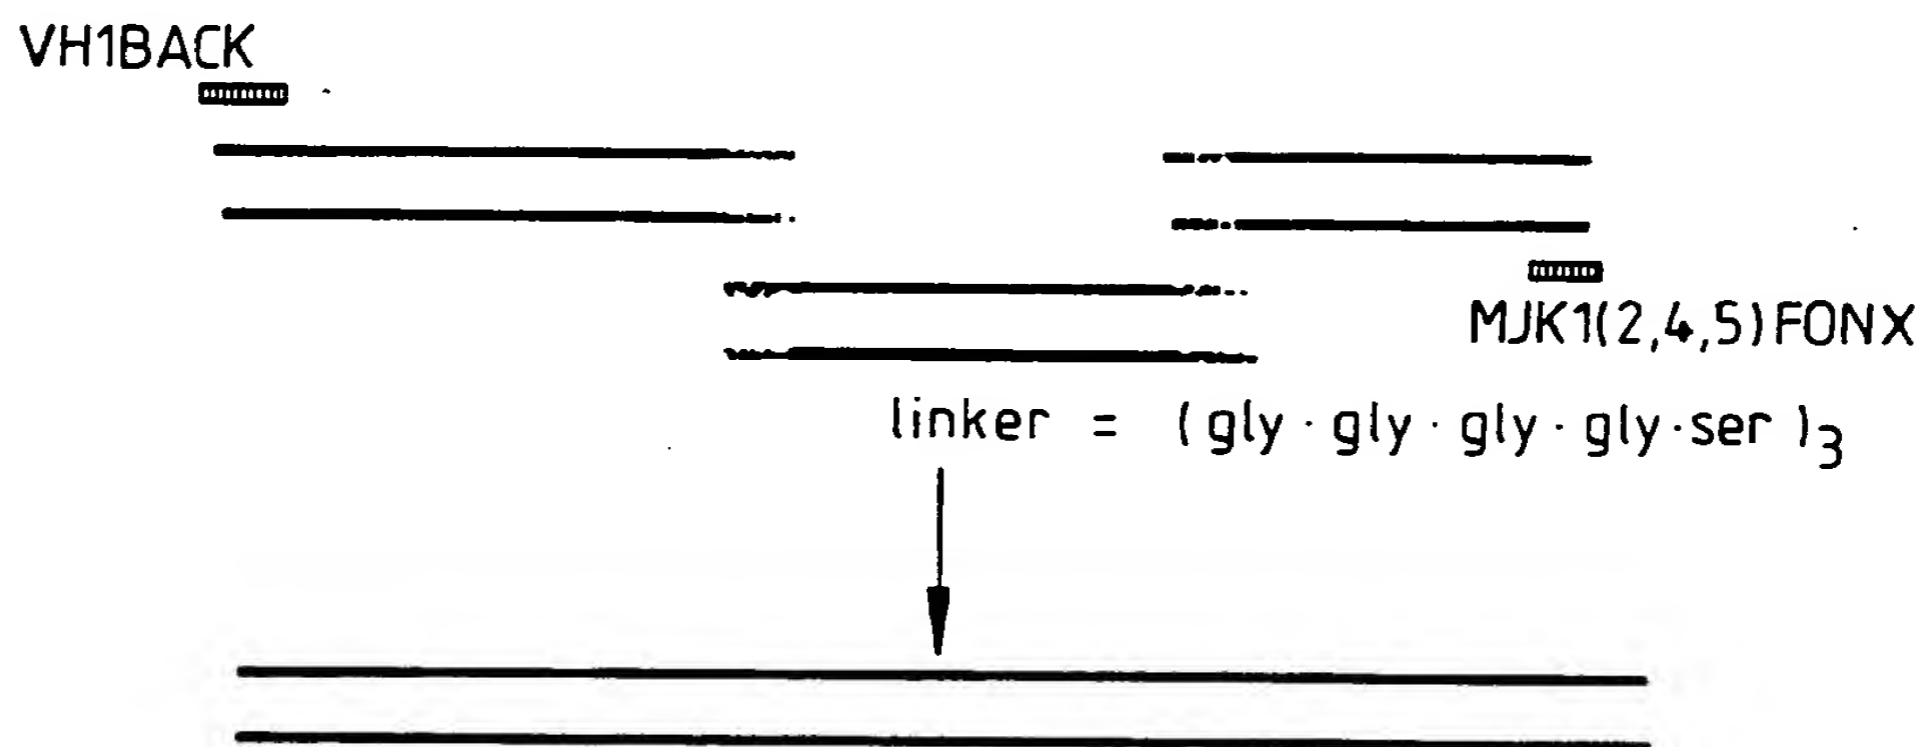 VH1BACK
MJK1(2,4,5)FONX
linker = (gly·gly·gly·gly·ser)₃